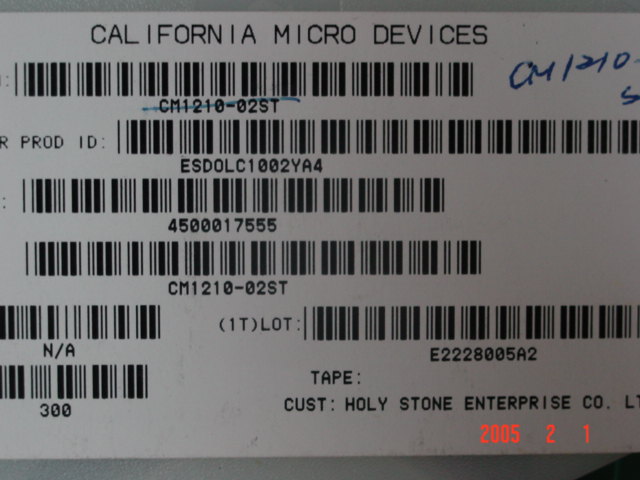 CALIFORNIA MICRO DEVICES
CM1210-
CM1210-02ST
R PROD ID:
ESDOLC1002YA4
4500017555
CM1210-02ST
N/A
(1T)LOT:
E2228005A2
300
TAPE:
CUST: HOLY STONE ENTERPRISE CO. LT
2005 2 1